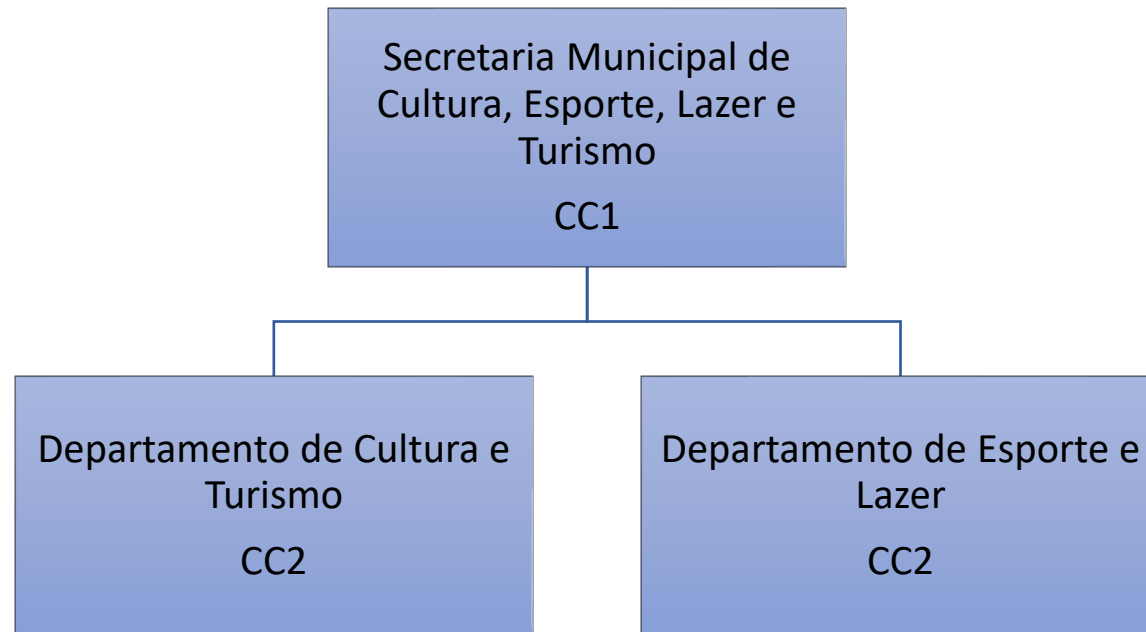 Secretaria Municipal de
Cultura, Esporte, Lazer e
Turismo
CC1
Departamento de Cultura e
Turismo
CC2
Departamento de Esporte e
Lazer
CC2